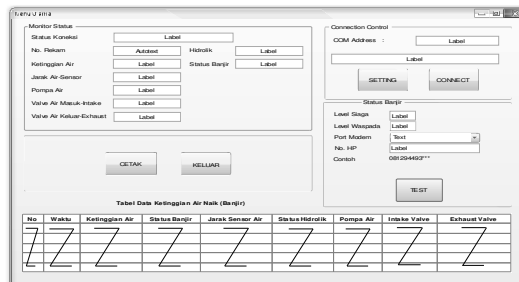 Menu Utama
Monitor Status
Status Koneksi Label
No. Rekam Autotext Hidrolik Label
Ketinggian Air Label Status Banjir Label
Jarak Air-Sensor Label
Pompa Air Label
Valve Air Masuk-Intake Label
Valve Air Keluar-Exhaust Label
CETAK KELUAR
Connection Control
COM Address : Label
Label
SETTING CONNECT
Status Banjir
Level Siaga Label
Level Waspada Label
Port Modem Text
No. HP Label
Contoh 081294493***
TEST
Tabel Data Ketinggian Air Naik (Banjir)
No Waktu Ketinggian Air Status Banjir Jarak Sensor Air Status Hidrolik Pompa Air Intake Valve Exhaust Valve